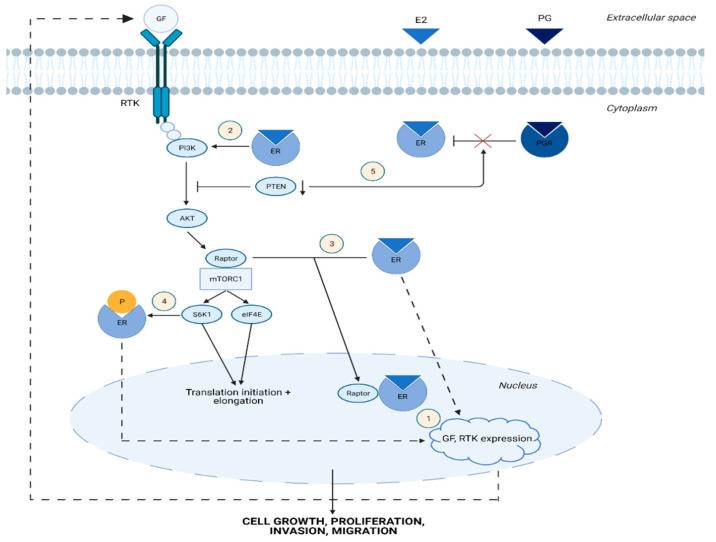 GF
E2
PG
Extracellular space
RTK
Cytoplasm
2
PI3K
ER
ER
PGR
5
PTEN
AKT
3
Raptor
ER
mTORC1
P
4
ER
S6K1
eIF4E
Nucleus
Translation initiation +
elongation
Raptor
ER
1
GF, RTK expression
CELL GROWTH, PROLIFERATION,
INVASION, MIGRATION